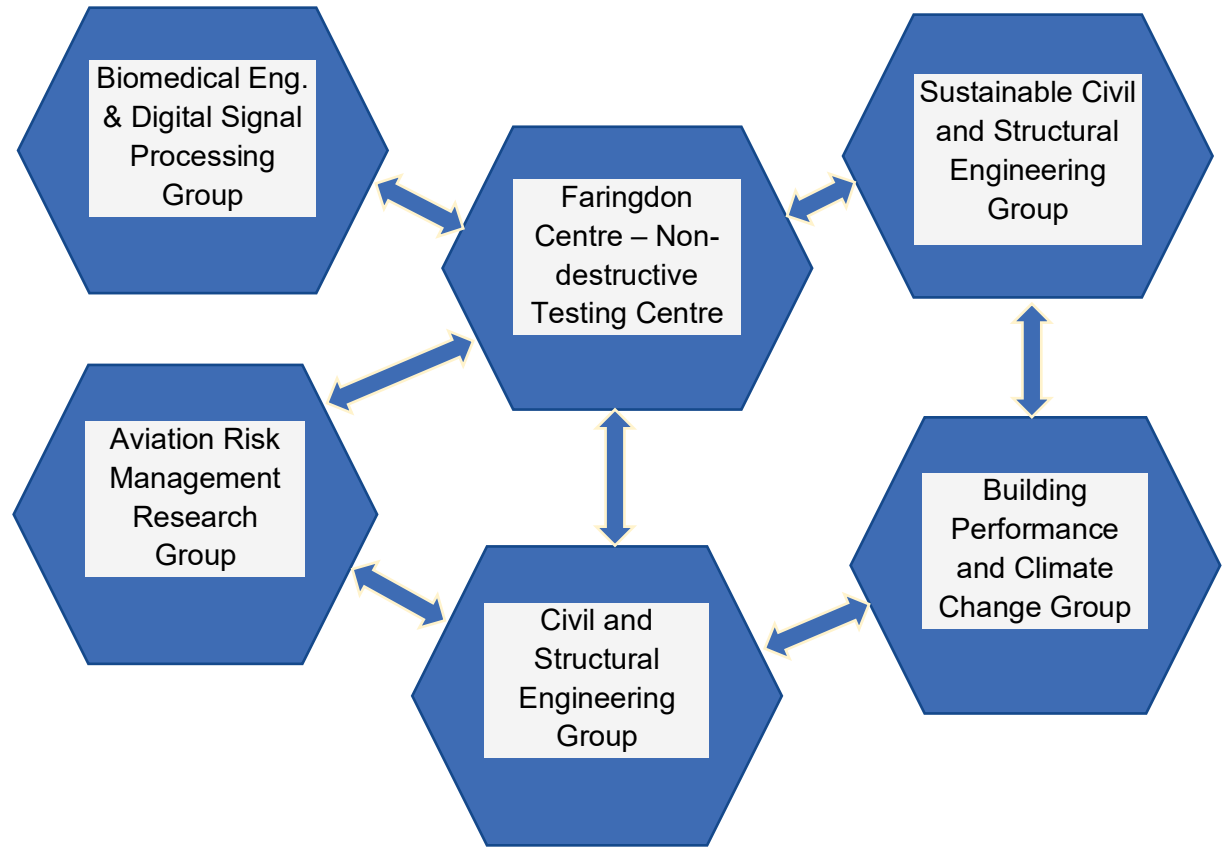 Biomedical Eng.
& Digital Signal
Processing
Group
Faringdon
Centre – Non-
destructive
Testing Centre
Sustainable Civil
and Structural
Engineering
Group
Aviation Risk
Management
Research
Group
Civil and
Structural
Engineering
Group
Building
Performance
and Climate
Change Group